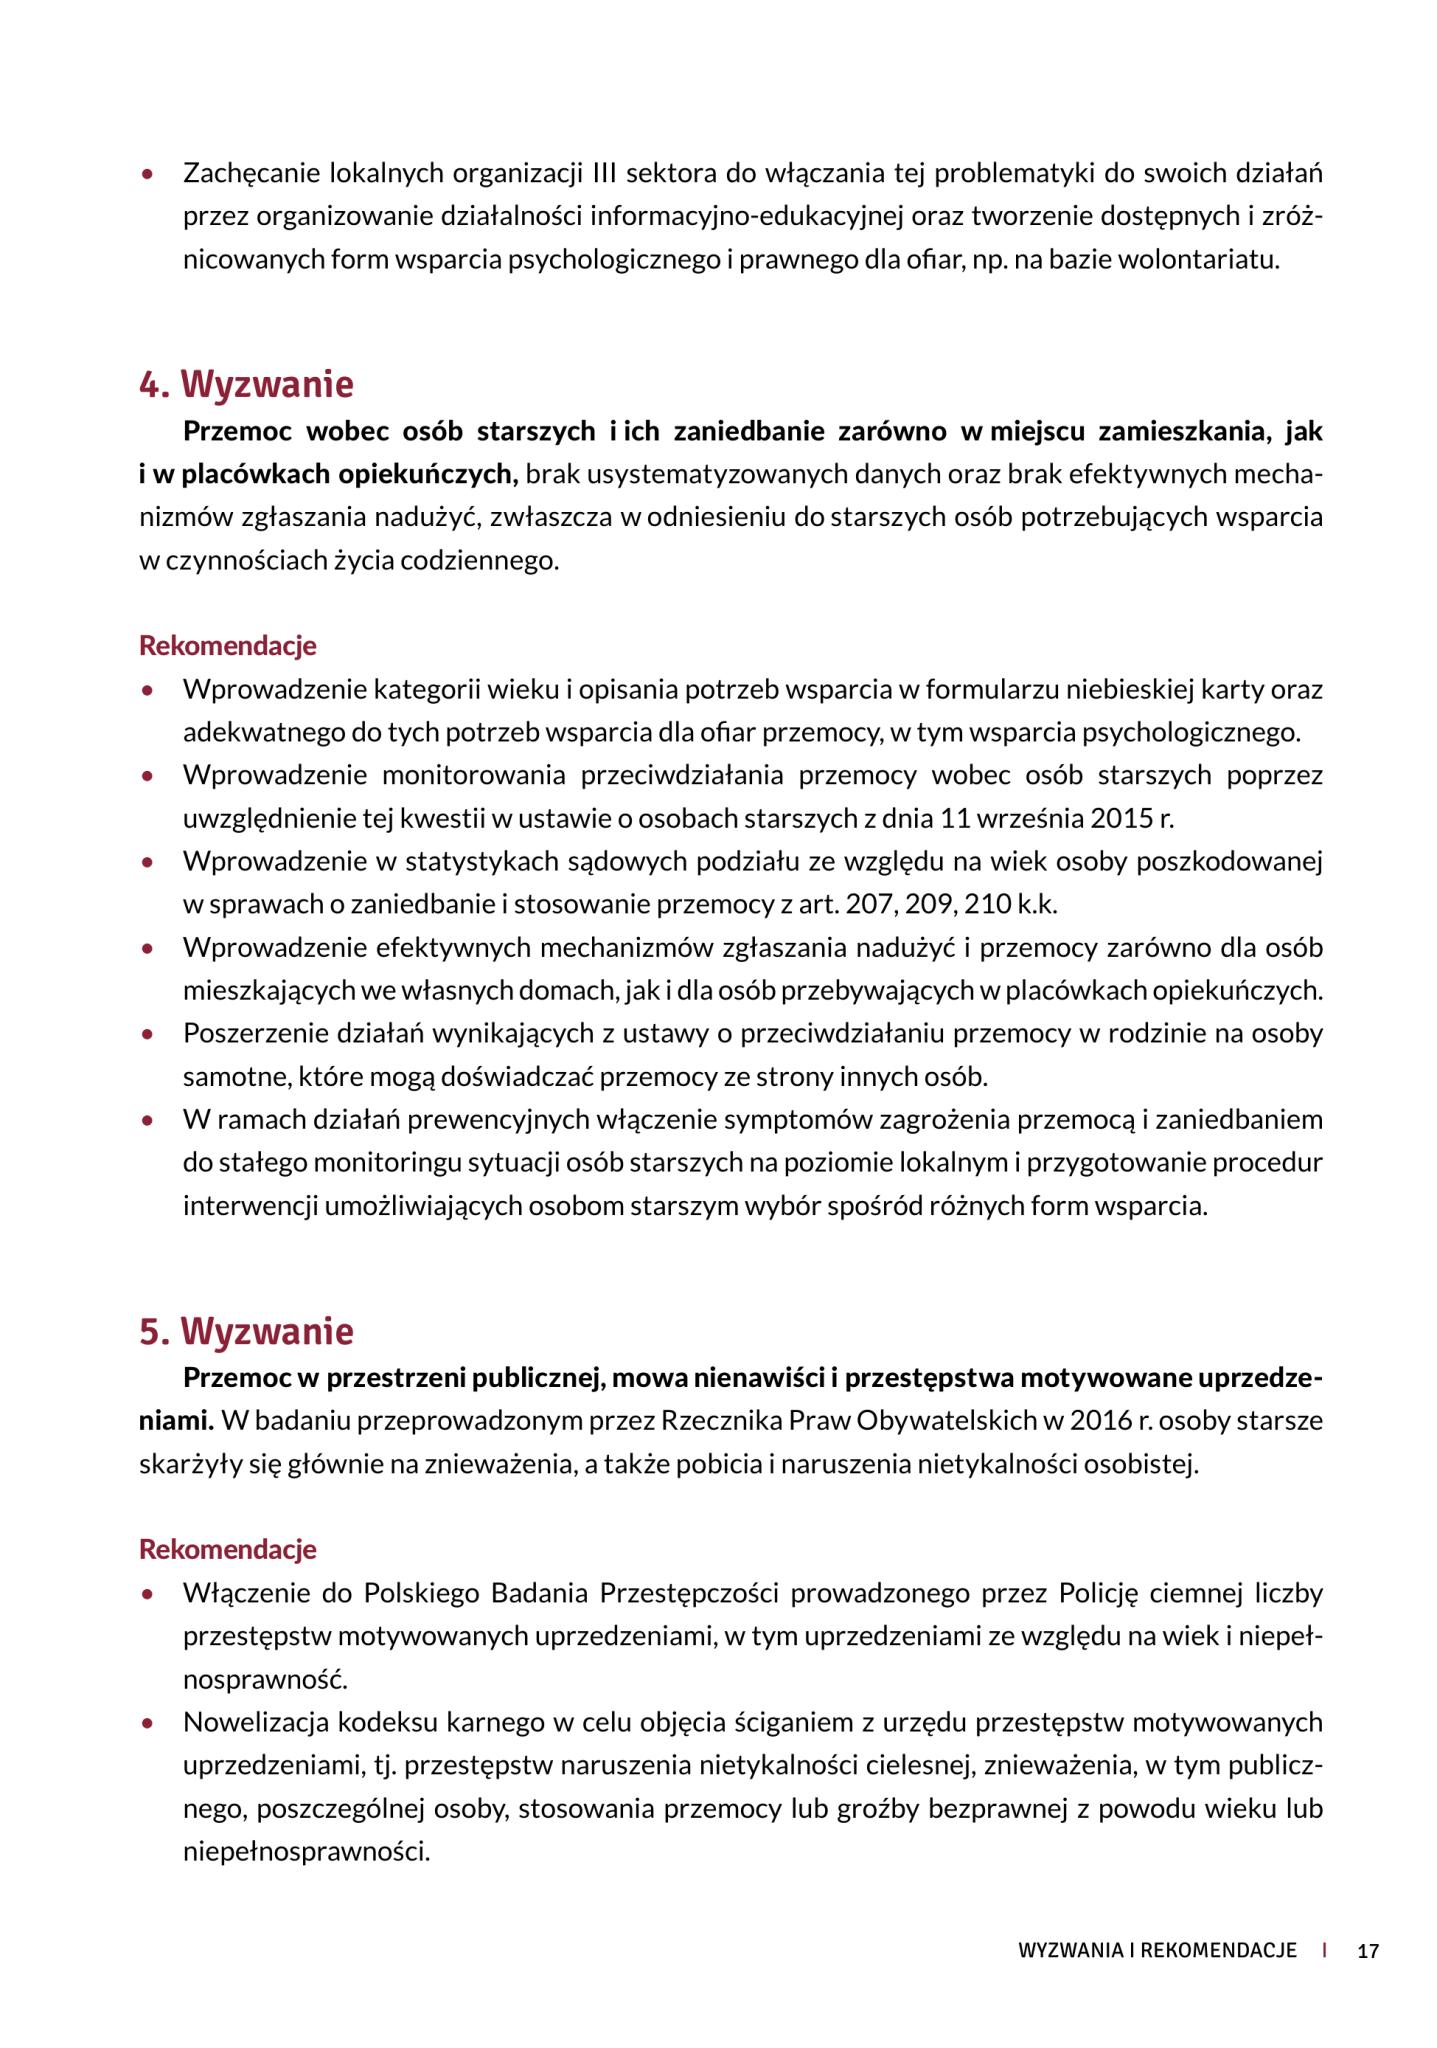 • Zachęcanie lokalnych organizacji III sektora do włączania tej problematyki do swoich działań
przez organizowanie działalności informacyjno-edukacyjnej oraz tworzenie dostępnych i zróż-
nicowanych form wsparcia psychologicznego i prawnego dla ofiar, np. na bazie wolontariatu.
4. Wyzwanie
Przemoc wobec osób starszych i ich zaniedbanie zarówno w miejscu zamieszkania, jak
i w placówkach opiekuńczych, brak usystematyzowanych danych oraz brak efektywnych mecha-
nizmów zgłaszania nadużyć, zwłaszcza w odniesieniu do starszych osób potrzebujących wsparcia
w czynnościach życia codziennego.
Rekomendacje
• Wprowadzenie kategorii wieku i opisania potrzeb wsparcia w formularzu niebieskiej karty oraz
adekwatnego do tych potrzeb wsparcia dla ofiar przemocy, w tym wsparcia psychologicznego.
• Wprowadzenie monitorowania przeciwdziałania przemocy wobec osób starszych poprzez
uwzględnienie tej kwestii w ustawie o osobach starszych z dnia 11 września 2015 r.
• Wprowadzenie w statystykach sądowych podziału ze względu na wiek osoby poszkodowanej
w sprawach o zaniedbanie i stosowanie przemocy z art. 207, 209, 210 k.k.
• Wprowadzenie efektywnych mechanizmów zgłaszania nadużyć i przemocy zarówno dla osób
mieszkających we własnych domach, jak i dla osób przebywających w placówkach opiekuńczych.
• Poszerzenie działań wynikających z ustawy o przeciwdziałaniu przemocy w rodzinie na osoby
samotne, które mogą doświadczać przemocy ze strony innych osób.
• W ramach działań prewencyjnych włączenie symptomów zagrożenia przemocą i zaniedbaniem
do stałego monitoringu sytuacji osób starszych na poziomie lokalnym i przygotowanie procedur
interwencji umożliwiających osobom starszym wybór spośród różnych form wsparcia.
5. Wyzwanie
Przemoc w przestrzeni publicznej, mowa nienawiści i przestępstwa motywowane uprzedze-
niami. W badaniu przeprowadzonym przez Rzecznika Praw Obywatelskich w 2016 r. osoby starsze
skarżyły się głównie na znieważenia, a także pobicia i naruszenia nietykalności osobistej.
Rekomendacje
• Włączenie do Polskiego Badania Przestępczości prowadzonego przez Policję ciemnej liczby
przestępstw motywowanych uprzedzeniami, w tym uprzedzeniami ze względu na wiek i niepeł-
nosprawność.
• Nowelizacja kodeksu karnego w celu objęcia ściganiem z urzędu przestępstw motywowanych
uprzedzeniami, tj. przestępstw naruszenia nietykalności cielesnej, znieważenia, w tym publicz-
nego, poszczególnej osoby, stosowania przemocy lub groźby bezprawnej z powodu wieku lub
niepełnosprawności.
WYZWANIA I REKOMENDACJE | 17